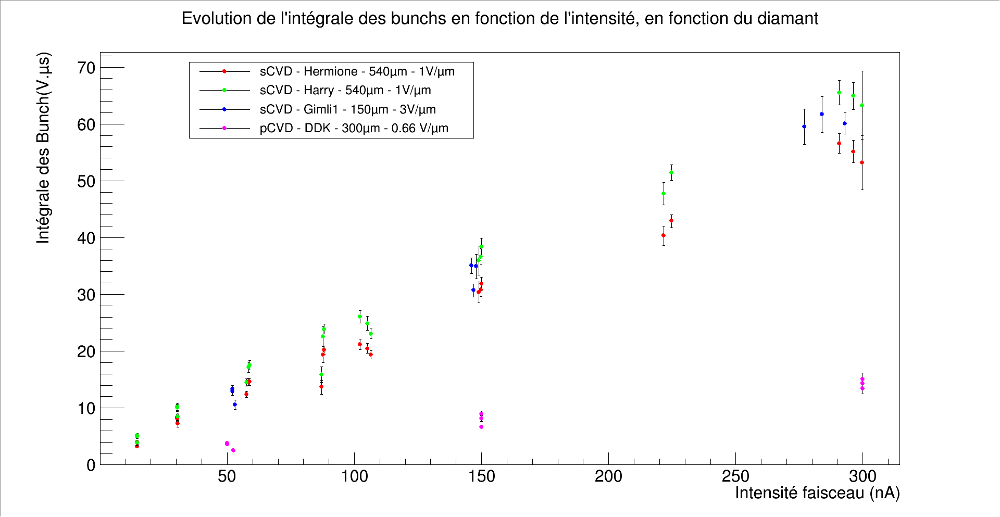 Evolution de l'intégrale des bunchs en fonction de l'intensité, en fonction du diamant
Intégrale des Bunch(V.µs)
70
60
50
40
30
20
10
0
sCVD - Hermione - 540µm - 1V/µm
sCVD - Harry - 540µm - 1V/µm
sCVD - Gimli1 - 150µm - 3V/µm
pCVD - DDK - 300µm - 0.66 V/µm
50 100 150 200 250 300
Intensité faisceau (nA)